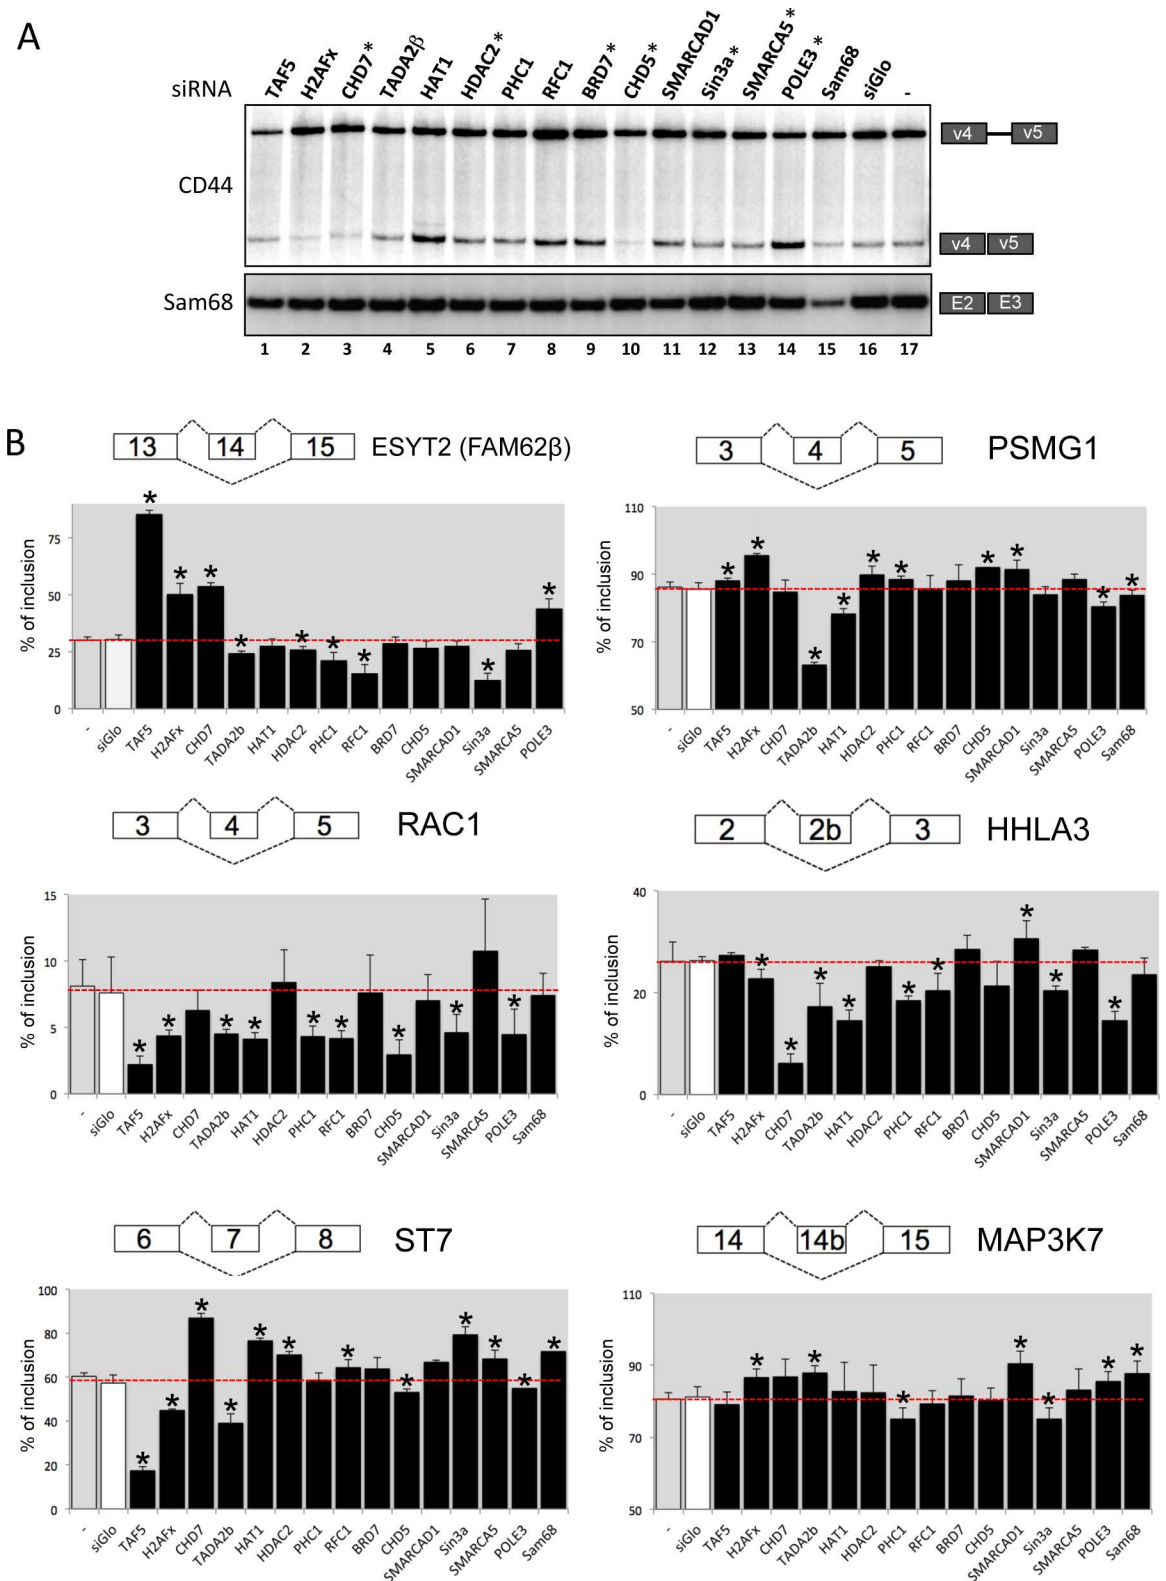 A
siRNA TAF5 H2AFx CHD7* TADA2β HAT1 HDAC2* PHC1 RFC1 BRD7* CHD5* SMARCAD1 Sin3a* SMARCA5* POLE3* Sam68 siGlo -
v4 v5
CD44
v4 v5
Sam68 E2 E3
1 2 3 4 5 6 7 8 9 10 11 12 13 14 15 16 17
B
13 14 15 ESYT2 (FAM62β)
% of inclusion
75
50
25
0
* * * * * * * * *
- siGlo TAF5 H2AFx CHD7 TADA2b HAT1 HDAC2 PHC1 RFC1 BRD7 CHD5 SMARCAD1 Sin3a SMARCA5 POLE3
3 4 5 PSMG1
% of inclusion
110
90
70
50
* * * * * * * * * *
- siGlo TAF5 H2AFx CHD7 TADA2b HAT1 HDAC2 PHC1 RFC1 BRD7 CHD5 SMARCAD1 Sin3a SMARCA5 POLE3 Sam68
3 4 5 RAC1
% of inclusion
15
10
5
0
* * * * * * * * *
- siGlo TAF5 H2AFx CHD7 TADA2b HAT1 HDAC2 PHC1 RFC1 BRD7 CHD5 SMARCAD1 Sin3a SMARCA5 POLE3 Sam68
2 2b 3 HHLA3
% of inclusion
40
20
0
* * * * * * * * *
- siGlo TAF5 H2AFx CHD7 TADA2b HAT1 HDAC2 PHC1 RFC1 BRD7 CHD5 SMARCAD1 Sin3a SMARCA5 POLE3 Sam68
6 7 8 ST7
% of inclusion
100
80
60
40
20
0
* * * * * * * * * * * *
- siGlo TAF5 H2AFx CHD7 TADA2b HAT1 HDAC2 PHC1 RFC1 BRD7 CHD5 SMARCAD1 Sin3a SMARCA5 POLE3 Sam68
14 14b 15 MAP3K7
% of inclusion
110
90
70
50
* * * * * * *
- siGlo TAF5 H2AFx CHD7 TADA2b HAT1 HDAC2 PHC1 RFC1 BRD7 CHD5 SMARCAD1 Sin3a SMARCA5 POLE3 Sam68